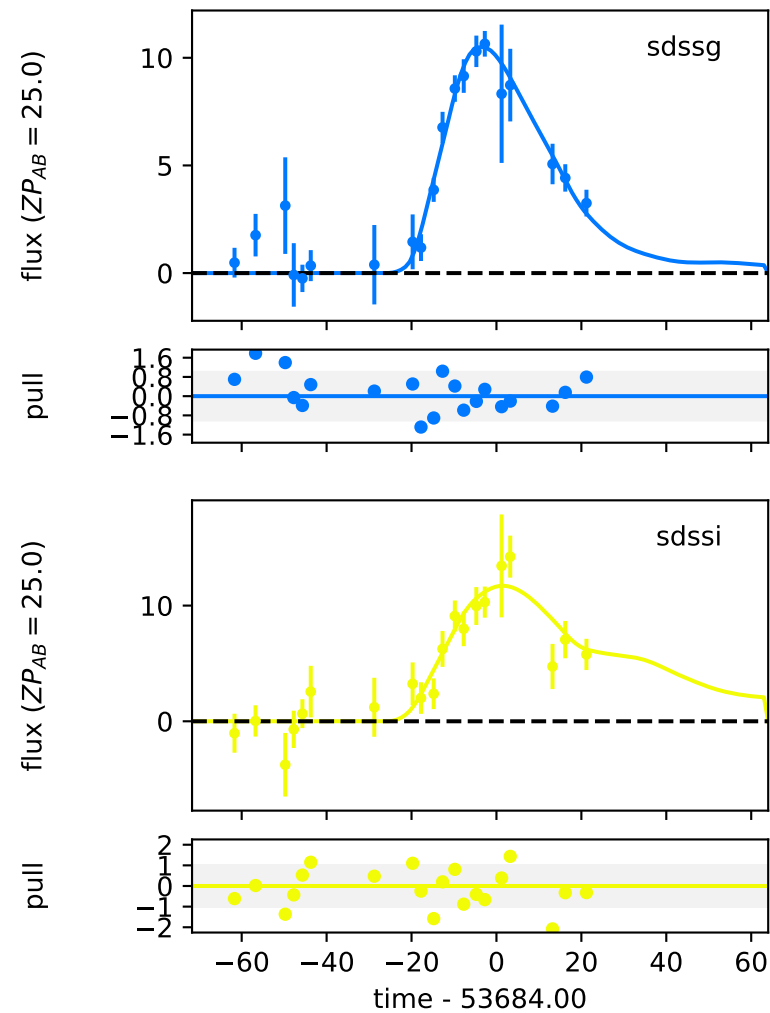 sdssg
flux (ZP_AB = 25.0)
10
5
0
pull
1.6
0.8
0.0
−0.8
−1.6
sdssi
flux (ZP_AB = 25.0)
10
0
pull
2
1
0
−1
−2
−60 −40 −20 0 20 40 60
time - 53684.00